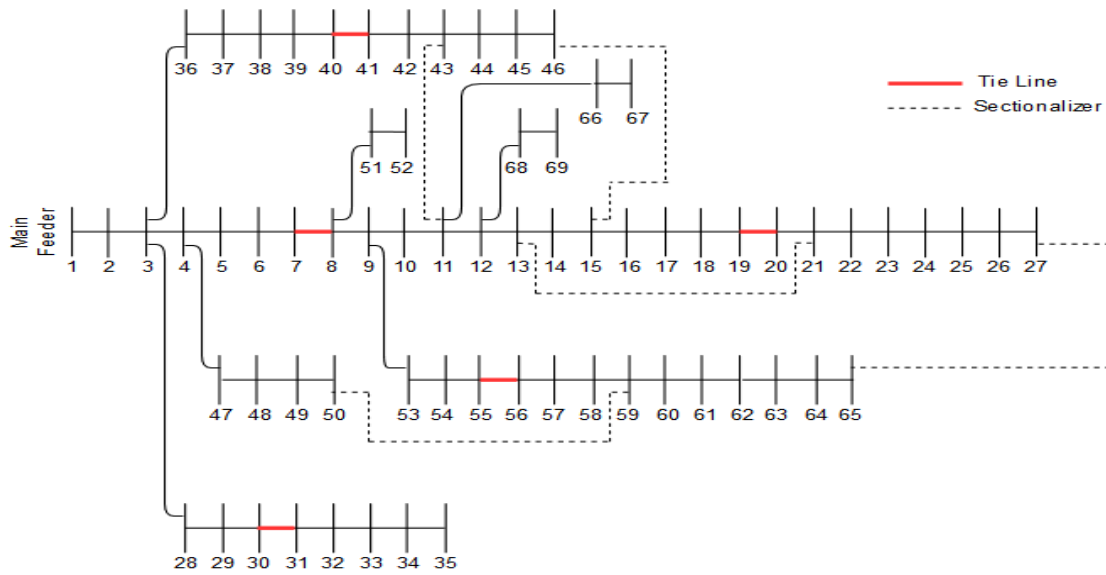 36 37 38 39 40 41 42 43 44 45 46
Tie Line
Sectionalizer
66 67
51 52
68 69
Main
Feeder
1 2 3 4 5 6 7 8 9 10 11 12 13 14 15 16 17 18 19 20 21 22 23 24 25 26 27
47 48 49 50
53 54 55 56 57 58 59 60 61 62 63 64 65
28 29 30 31 32 33 34 35